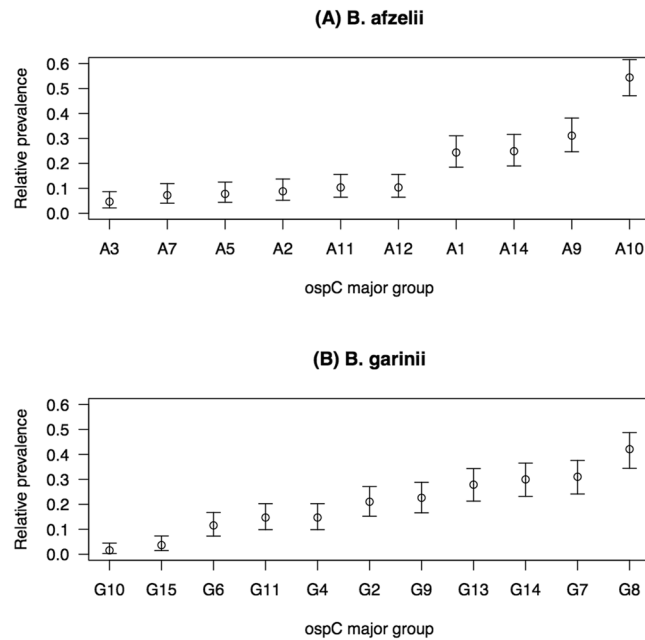 (A) B. afzelii
Relative prevalence
0.6
0.5
0.4
0.3
0.2
0.1
0.0
A3 A7 A5 A2 A11 A12 A1 A14 A9 A10
ospC major group
(B) B. garinii
Relative prevalence
0.6
0.5
0.4
0.3
0.2
0.1
0.0
G10 G15 G6 G11 G4 G2 G9 G13 G14 G7 G8
ospC major group